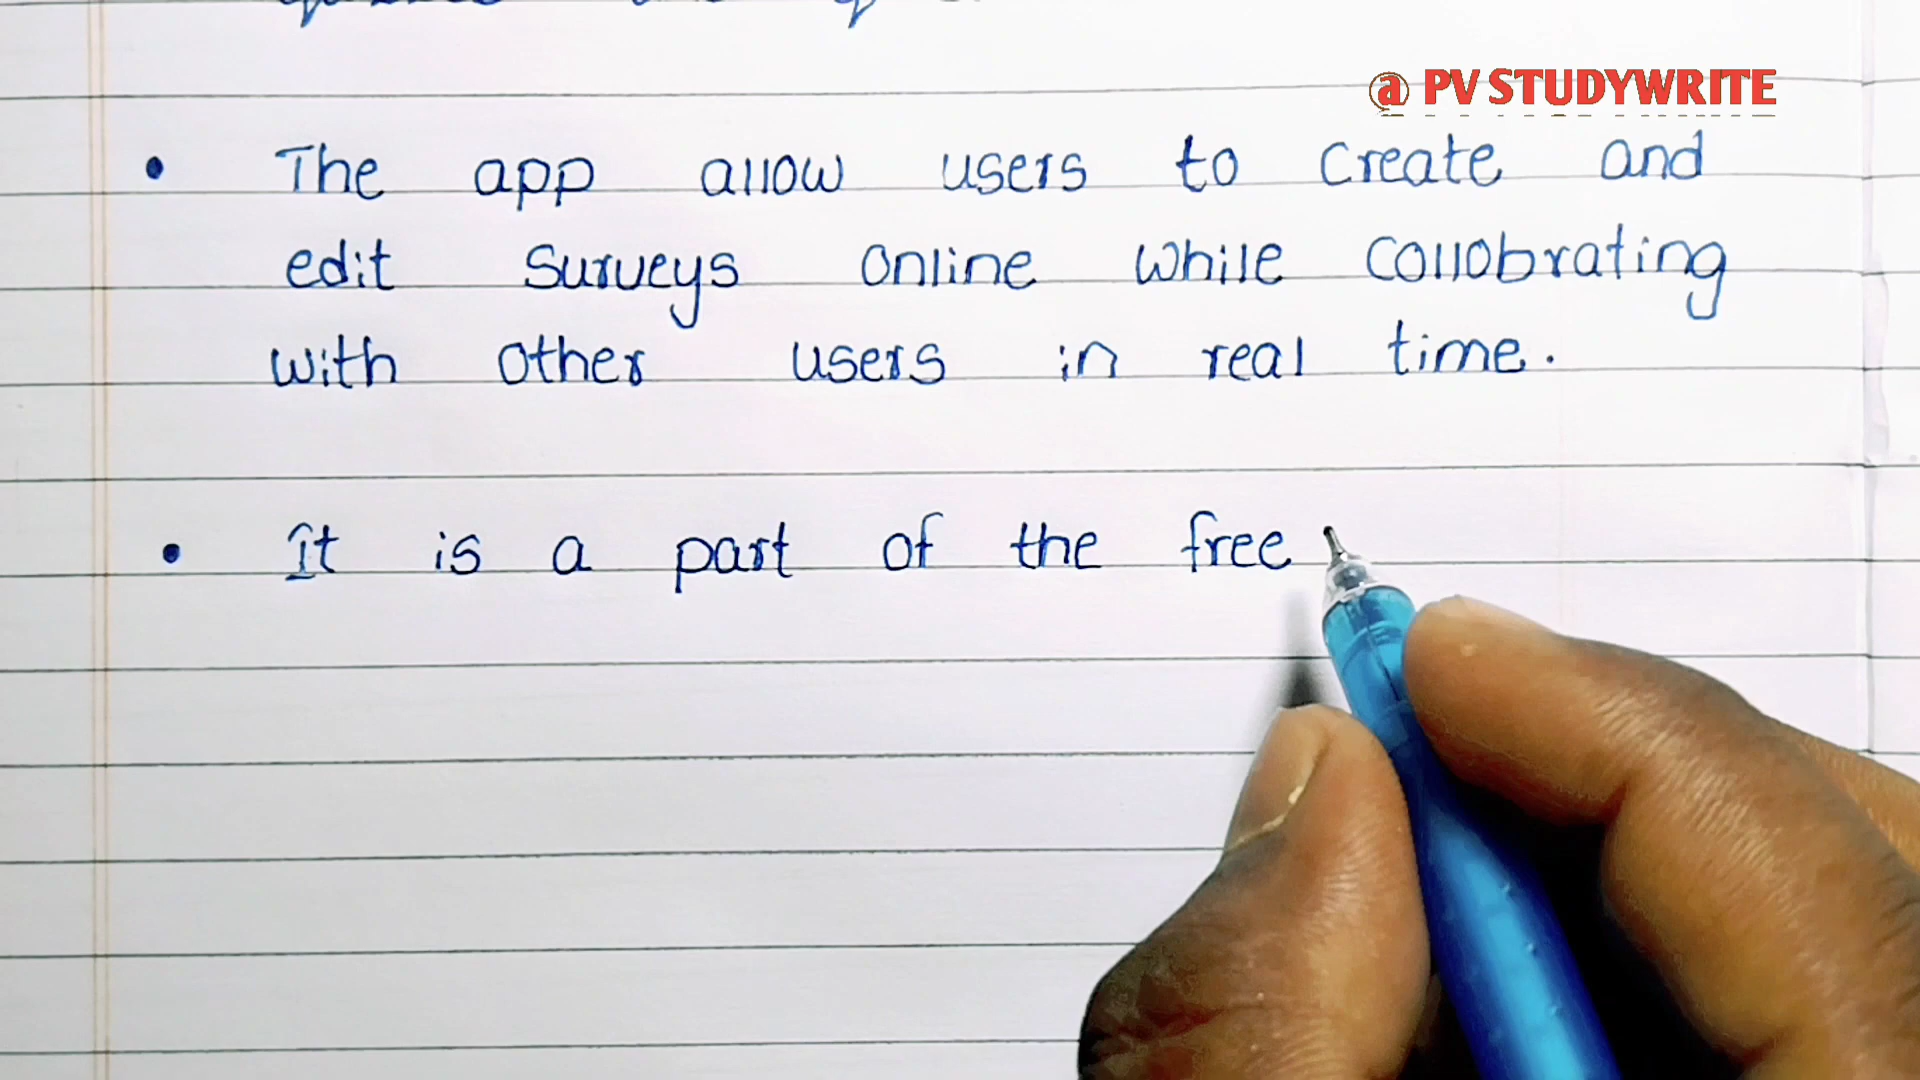 @ PV STUDYWRITE
• The app allow users to create and
edit surveys online while collobrating
with other users in real time.
• It is a part of the free